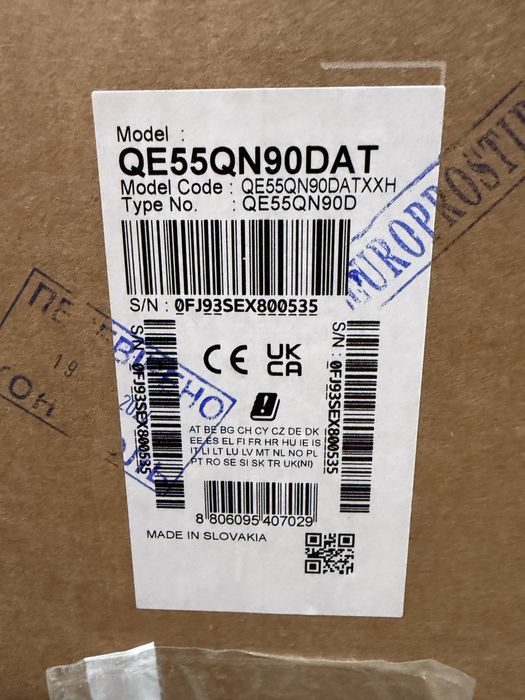 Model :
QE55QN90DAT
Model Code : QE55QN90DATXXH
Type No. : QE55QN90D
S/N : 0FJ93SEX800535
S/N : 0FJ93SEX800535
S/N : 0FJ93SEX800535
CE
UK
CA
AT BE BG CH CY CZ DE DK
EE ES EL FI FR HR HU IE IS
IT LI LT LU LV MT NL NO PL
PT RO SE SI SK TR UK(NI)
8 806095 407029
MADE IN SLOVAKIA
EUROPROSTIR
19